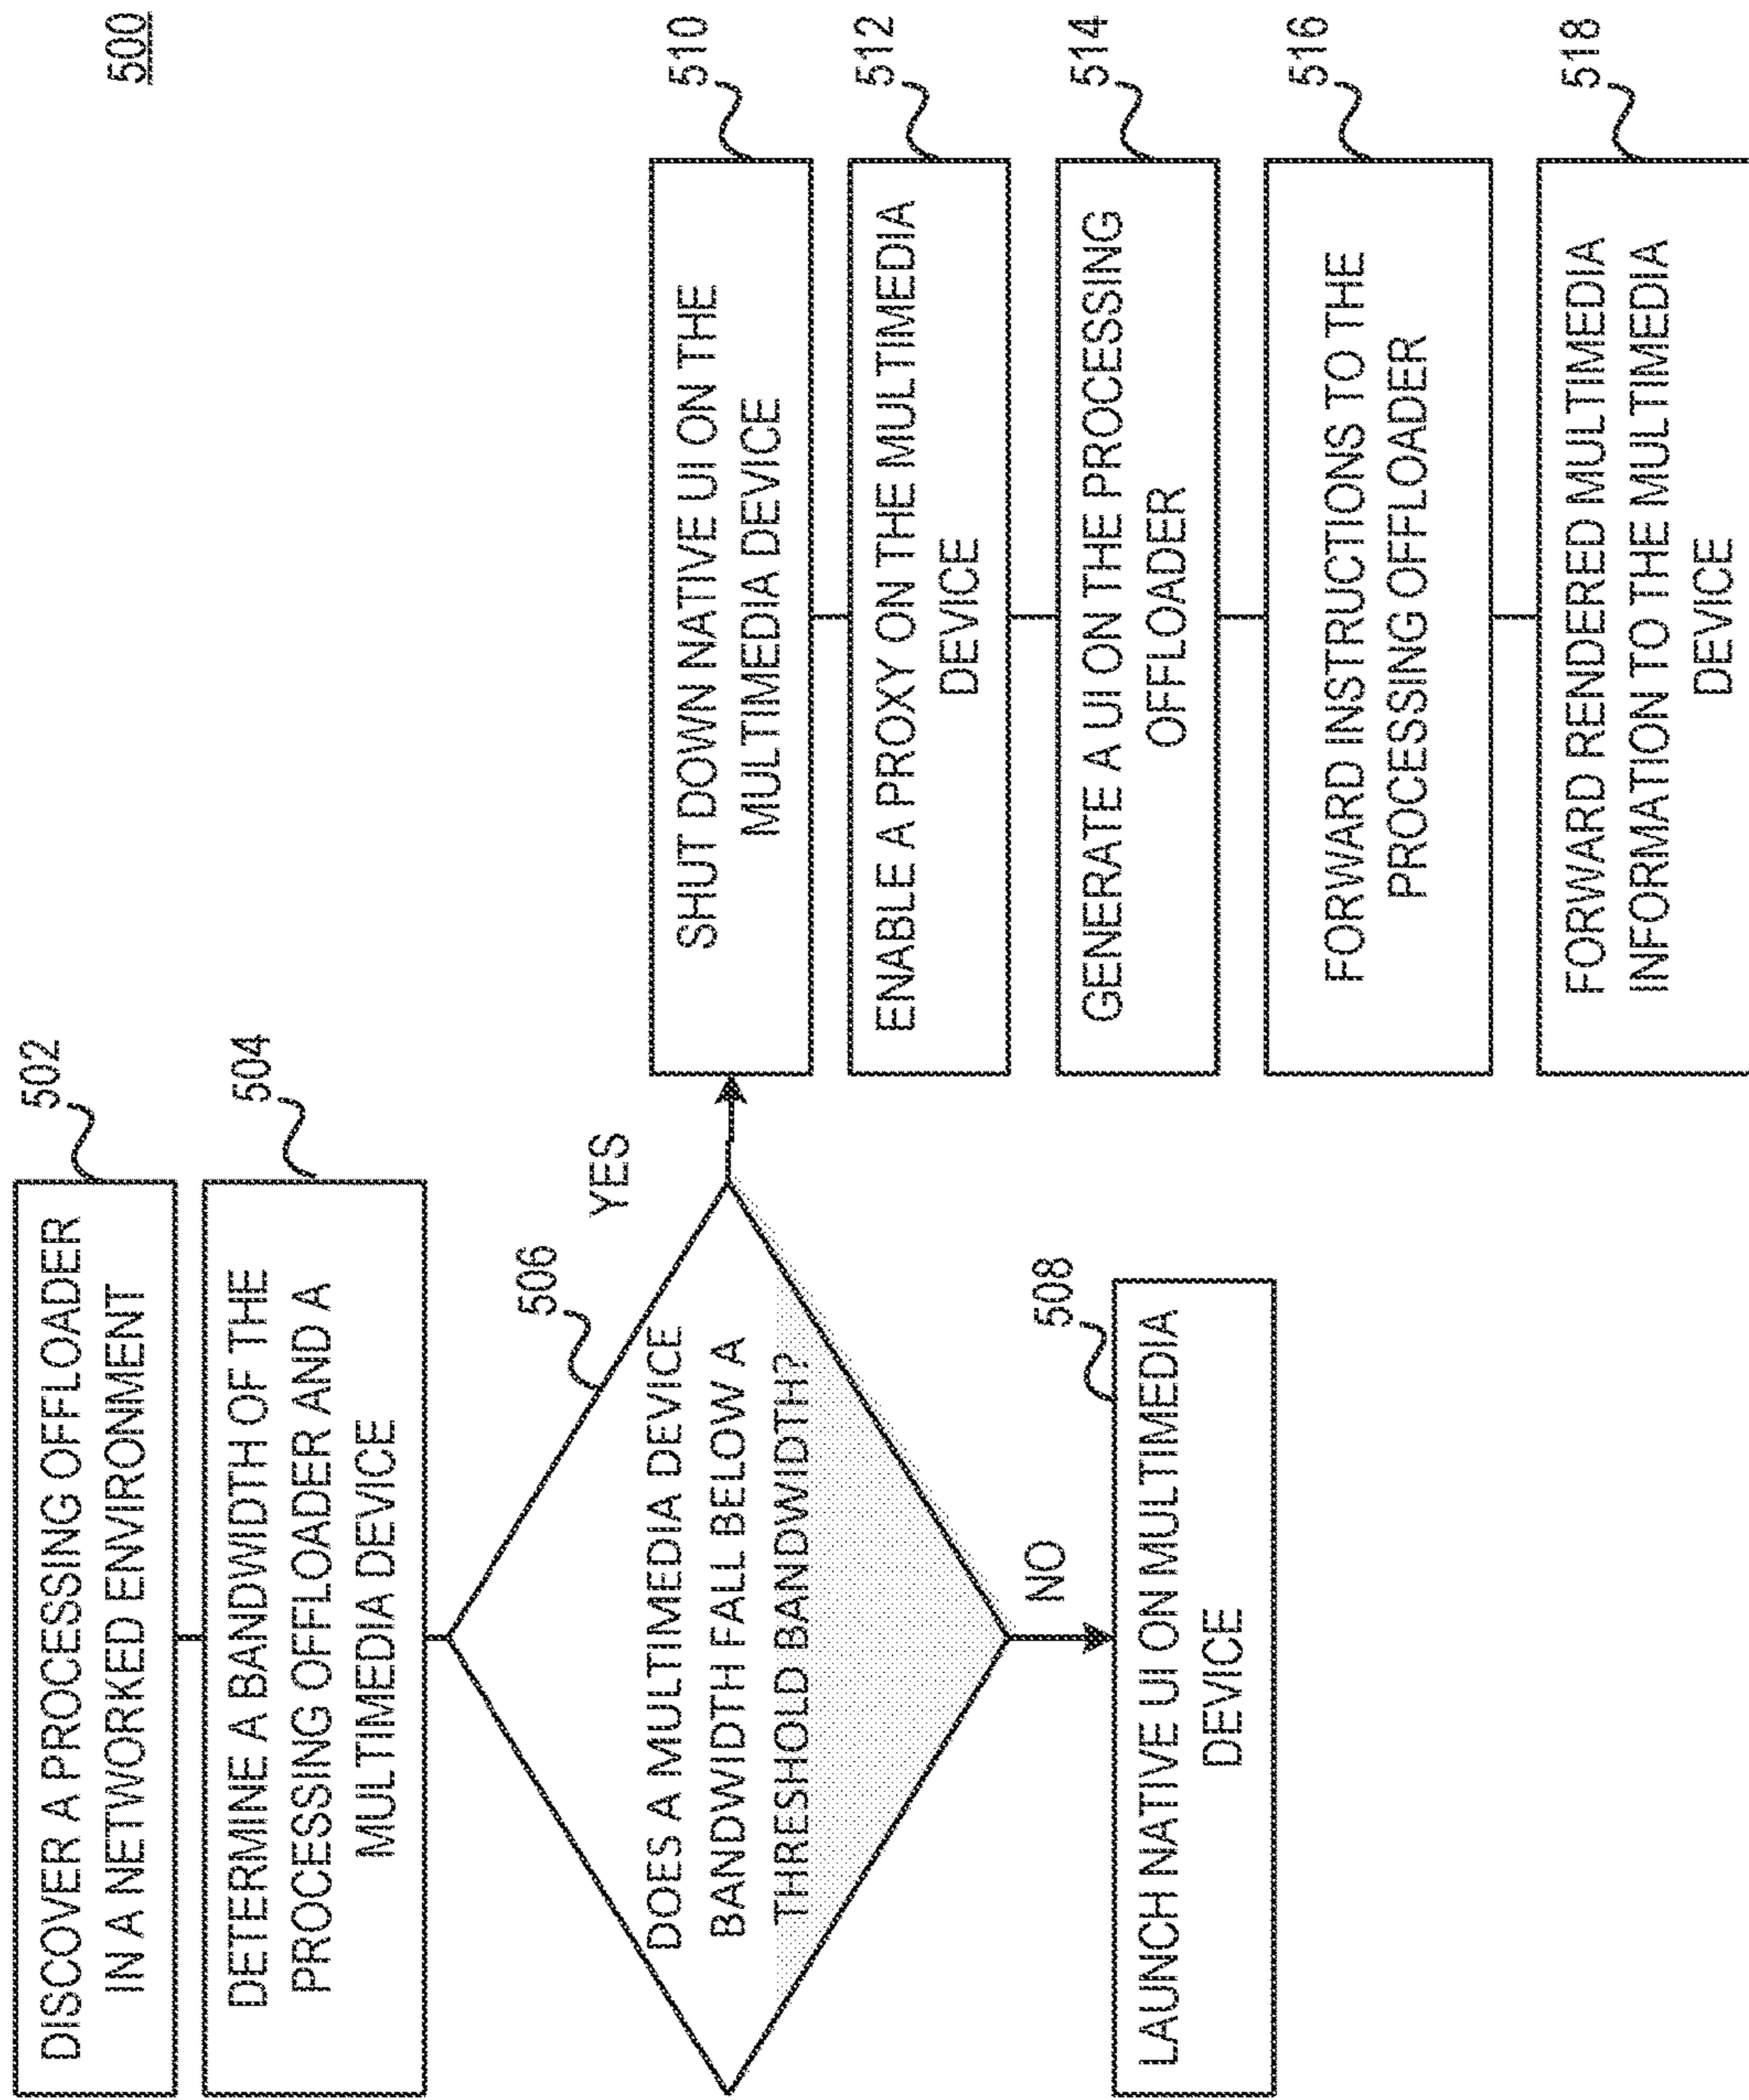 500
502
DISCOVER A PROCESSING OFFLOADER
IN A NETWORKED ENVIRONMENT
504
DETERMINE A BANDWIDTH OF THE
PROCESSING OFFLOADER AND A
MULTIMEDIA DEVICE
506
DOES A MULTIMEDIA DEVICE
BANDWIDTH FALL BELOW A
THRESHOLD BANDWIDTH?
YES
NO
508
LAUNCH NATIVE UI ON MULTIMEDIA
DEVICE
510
SHUT DOWN NATIVE UI ON THE
MULTIMEDIA DEVICE
512
ENABLE A PROXY ON THE MULTIMEDIA
DEVICE
514
GENERATE A UI ON THE PROCESSING
OFFLOADER
516
FORWARD INSTRUCTIONS TO THE
PROCESSING OFFLOADER
518
FORWARD RENDERED MULTIMEDIA
INFORMATION TO THE MULTIMEDIA
DEVICE